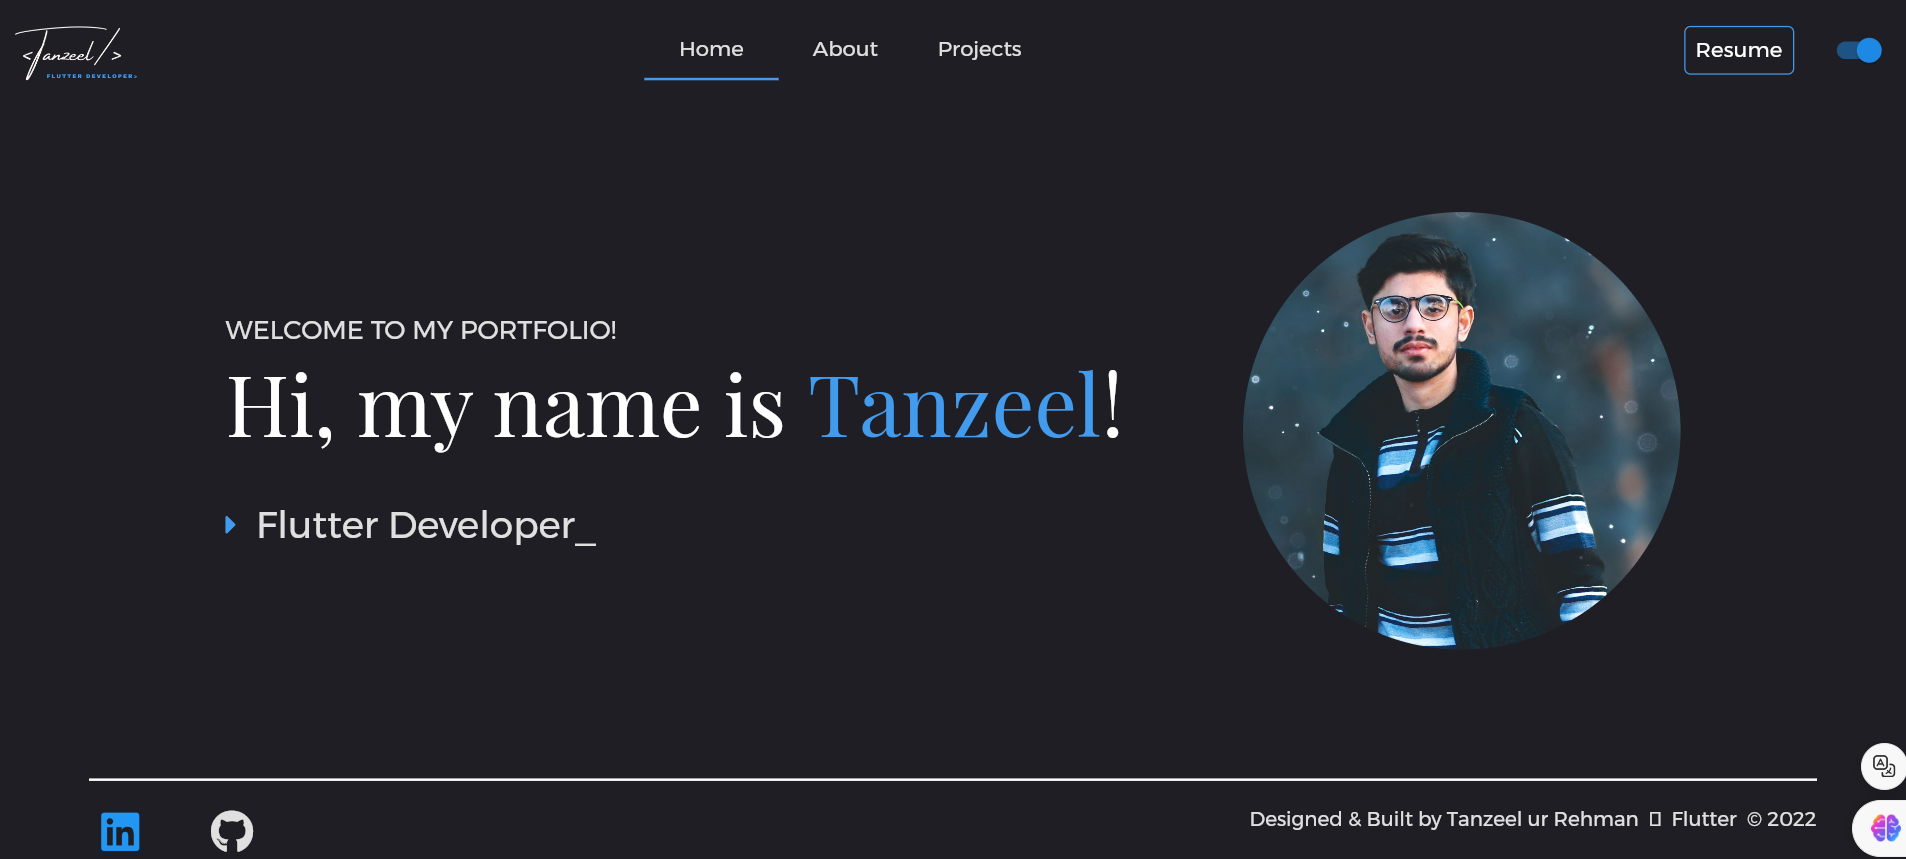 <Tanzeel/>
FLUTTER DEVELOPER>
Home
About
Projects
Resume
WELCOME TO MY PORTFOLIO!
Hi, my name is Tanzeel!
Flutter Developer_
in
Designed & Built by Tanzeel ur Rehman ▯ Flutter © 2022